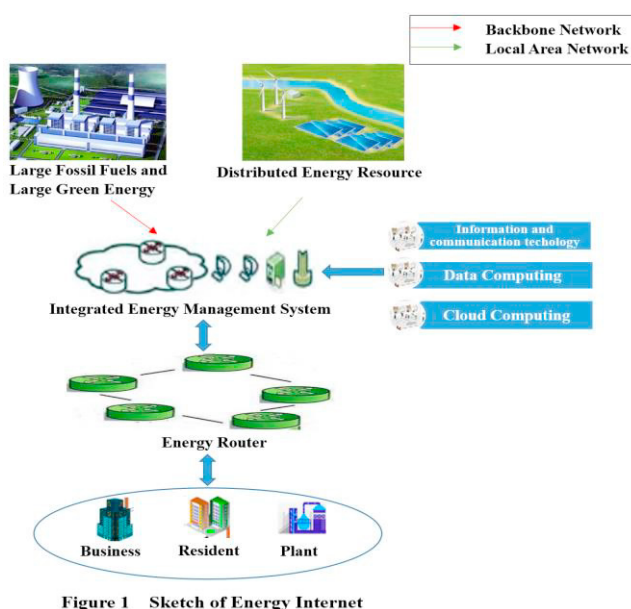 Backbone Network
Local Area Network
Large Fossil Fuels and
Large Green Energy
Distributed Energy Resource
Information and
communication techology
Data Computing
Cloud Computing
Integrated Energy Management System
Energy Router
Business
Resident
Plant
Figure 1 Sketch of Energy Internet